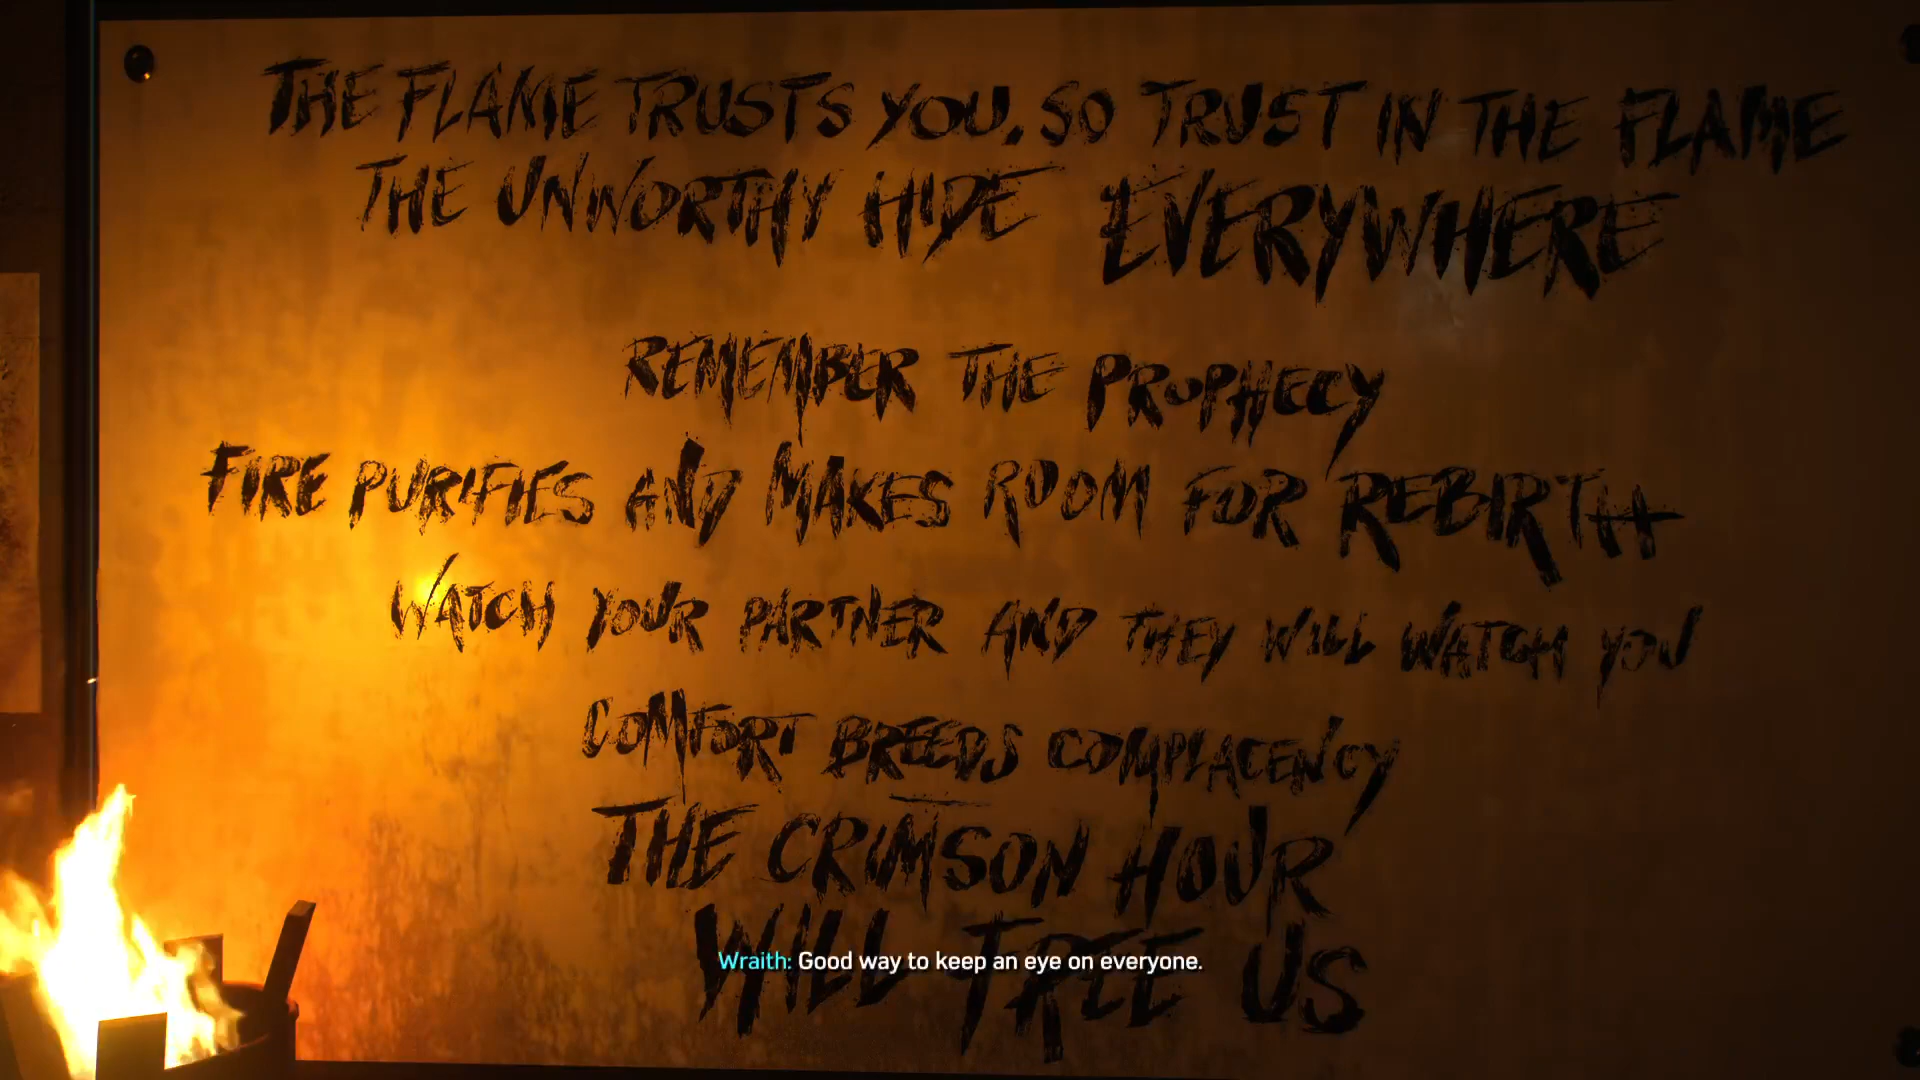 THE FLAME TRUSTS YOU. SO TRUST IN THE FLAME
THE UNWORTHY HIDE EVERYWHERE
REMEMBER THE PROPHECY
FIRE PURIFIES AND MAKES ROOM FOR REBIRTH
WATCH YOUR PARTNER AND THEY WILL WATCH YOU
COMFORT BREEDS COMPLACENCY
THE CRIMSON HOUR
WILL FREE US
Wraith: Good way to keep an eye on everyone.